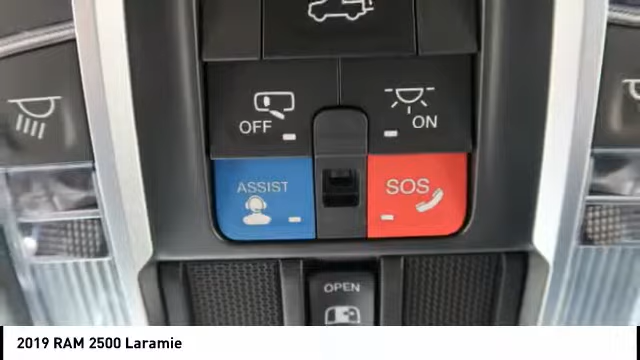 OFF
ON
ASSIST
SOS
OPEN
2019 RAM 2500 Laramie